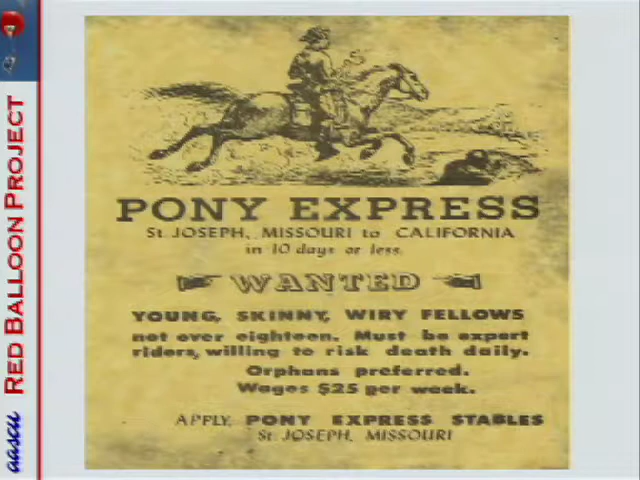 PONY EXPRESS
St. JOSEPH, MISSOURI to CALIFORNIA
in 10 days or less.
WANTED
YOUNG, SKINNY, WIRY FELLOWS
not over eighteen. Must be expert
riders, willing to risk death daily.
Orphans preferred.
Wages $25 per week.
APPLY, PONY EXPRESS STABLES
St. JOSEPH, MISSOURI
aascu RED BALLOON PROJECT